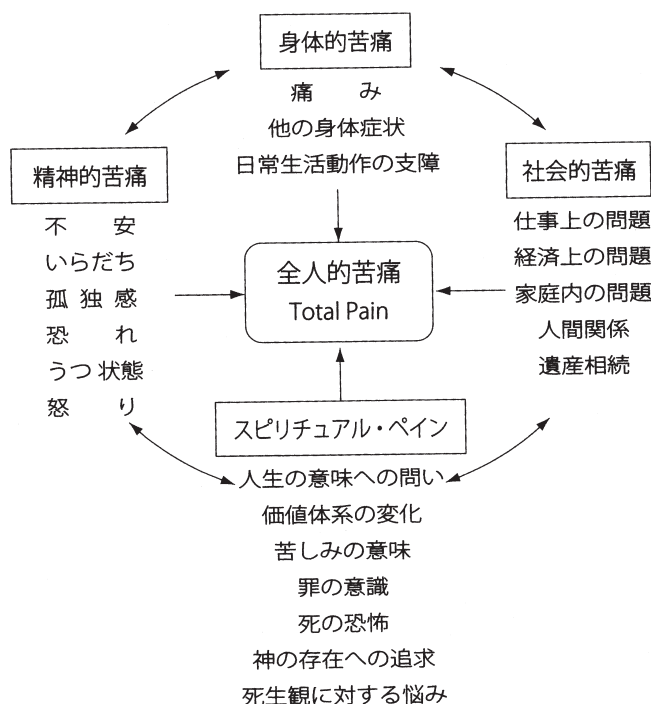 身体的苦痛
痛み
他の身体症状
日常生活動作の支障
精神的苦痛
不安
いらだち
孤独感
恐れ
うつ状態
怒り
全人的苦痛
Total Pain
社会的苦痛
仕事上の問題
経済上の問題
家庭内の問題
人間関係
遺産相続
スピリチュアル・ペイン
人生の意味への問い
価値体系の変化
苦しみの意味
罪の意識
死の恐怖
神の存在への追求
死生観に対する悩み